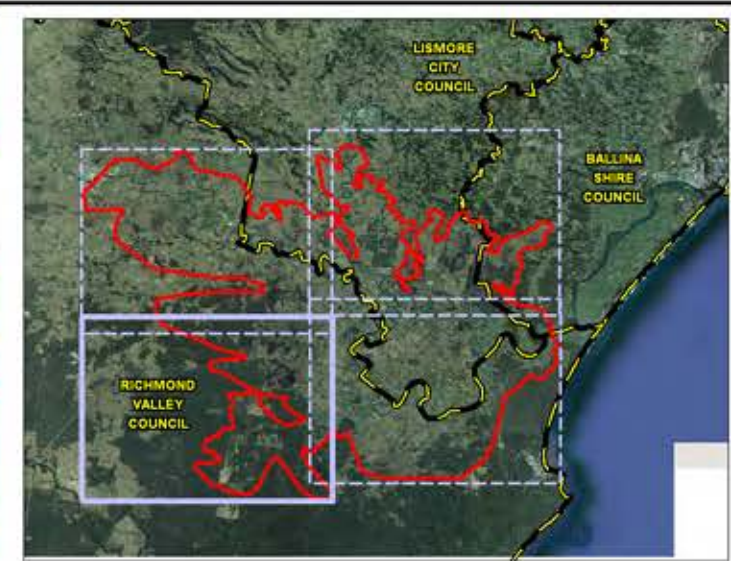 LISMORE
CITY
COUNCIL
BALLINA
SHIRE
COUNCIL
RICHMOND
VALLEY
COUNCIL